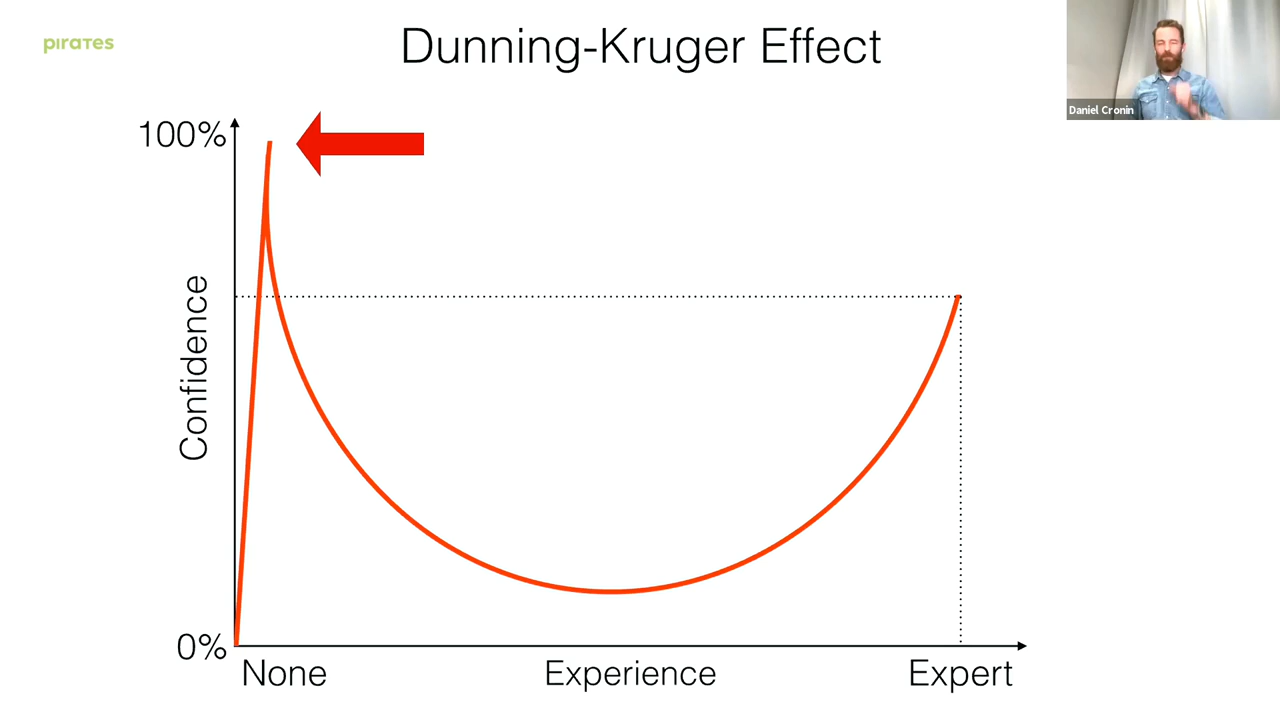 pirates
Dunning-Kruger Effect
Daniel Cronin
100%
Confidence
0%
None
Experience
Expert